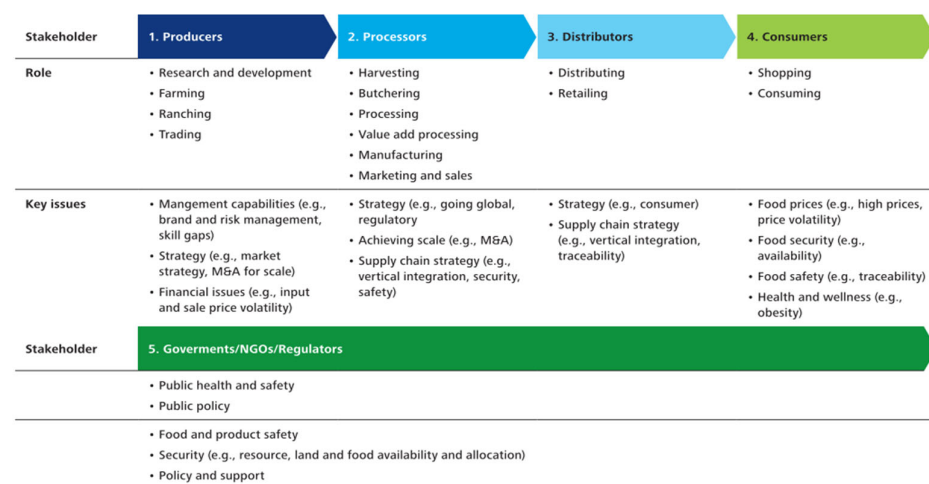 Stakeholder
1. Producers
2. Processors
3. Distributors
4. Consumers
Role
• Research and development
• Farming
• Ranching
• Trading
• Harvesting
• Butchering
• Processing
• Value add processing
• Manufacturing
• Marketing and sales
• Distributing
• Retailing
• Shopping
• Consuming
Key issues
• Mangement capabilities (e.g.,
brand and risk management,
skill gaps)
• Strategy (e.g., market
strategy, M&A for scale)
• Financial issues (e.g., input
and sale price volatility)
• Strategy (e.g., going global,
regulatory
• Achieving scale (e.g., M&A)
• Supply chain strategy (e.g.,
vertical integration, security,
safety)
• Strategy (e.g., consumer)
• Supply chain strategy
(e.g., vertical integration,
traceability)
• Food prices (e.g., high prices,
price volatility)
• Food security (e.g.,
availability)
• Food safety (e.g., traceability)
• Health and wellness (e.g.,
obesity)
Stakeholder
5. Goverments/NGOs/Regulators
• Public health and safety
• Public policy
• Food and product safety
• Security (e.g., resource, land and food availability and allocation)
• Policy and support